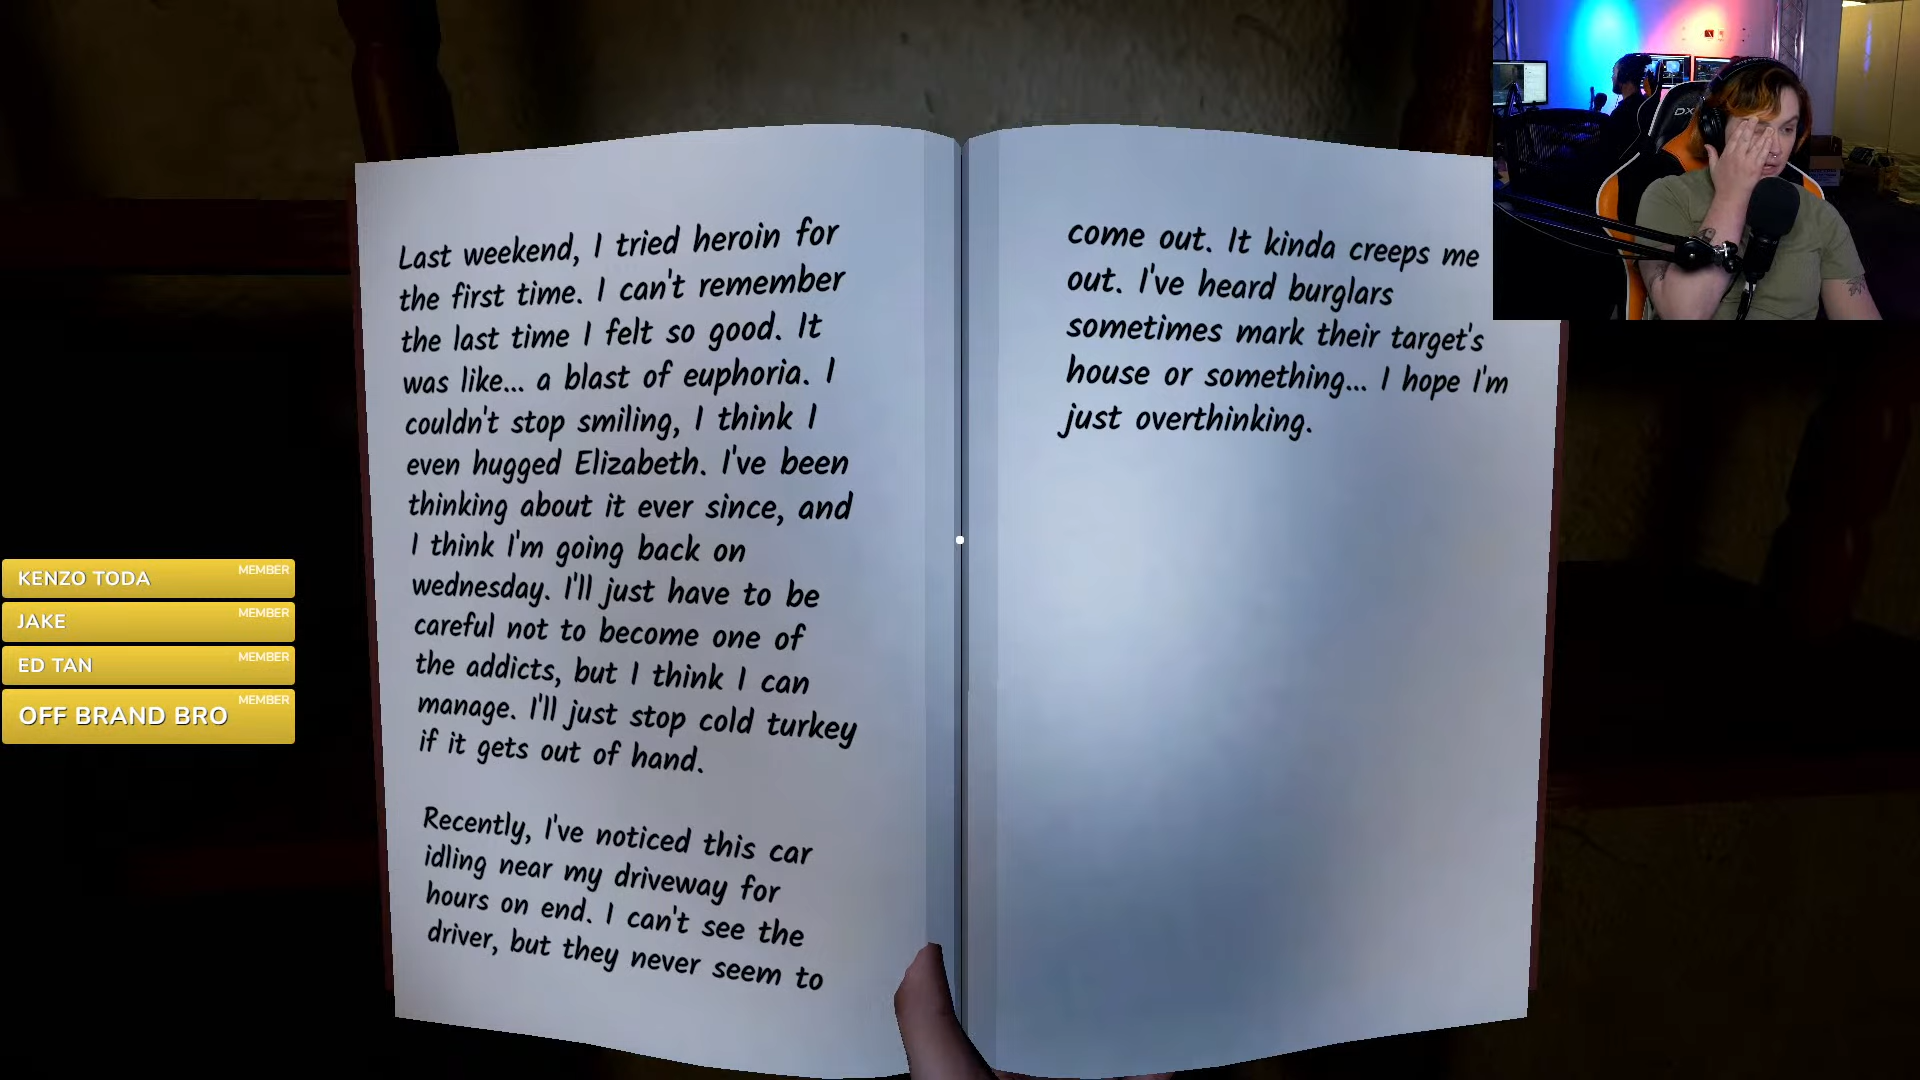 Last weekend, I tried heroin for
the first time. I can't remember
the last time I felt so good. It
was like... a blast of euphoria. I
couldn't stop smiling, I think I
even hugged Elizabeth. I've been
thinking about it ever since, and
I think I'm going back on
wednesday. I'll just have to be
careful not to become one of
the addicts, but I think I can
manage. I'll just stop cold turkey
if it gets out of hand.
Recently, I've noticed this car
idling near my driveway for
hours on end. I can't see the
driver, but they never seem to
come out. It kinda creeps me
out. I've heard burglars
sometimes mark their target's
house or something... I hope I'm
just overthinking.
KENZO TODA MEMBER
JAKE MEMBER
ED TAN MEMBER
OFF BRAND BRO MEMBER
DX